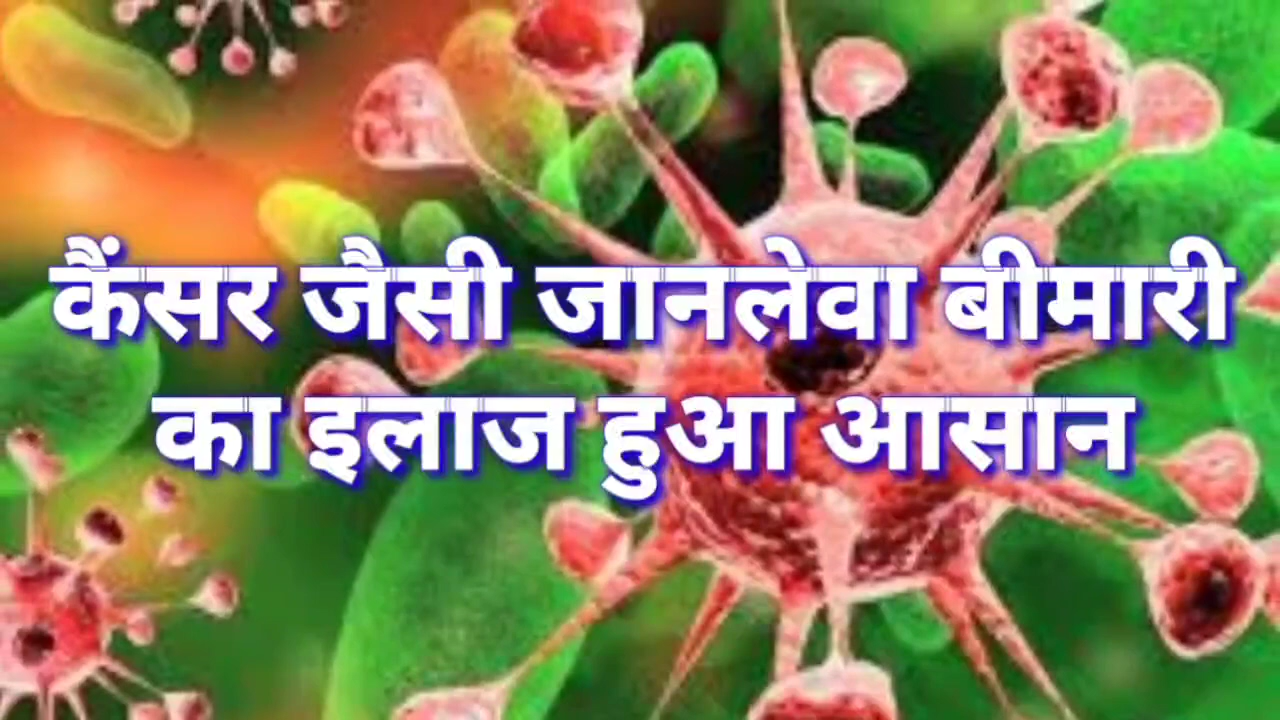 कैंसर जैसी जानलेवा बीमारी
का इलाज हुआ आसान